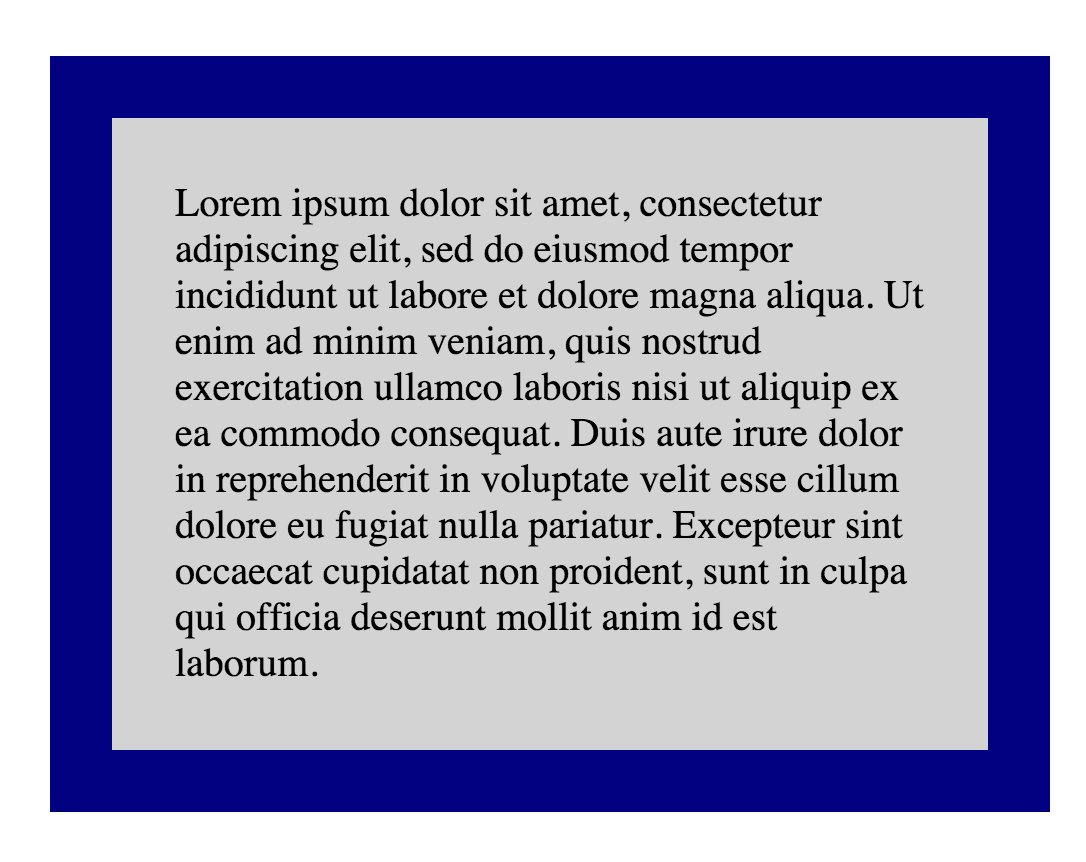 Lorem ipsum dolor sit amet, consectetur
adipiscing elit, sed do eiusmod tempor
incididunt ut labore et dolore magna aliqua. Ut
enim ad minim veniam, quis nostrud
exercitation ullamco laboris nisi ut aliquip ex
ea commodo consequat. Duis aute irure dolor
in reprehenderit in voluptate velit esse cillum
dolore eu fugiat nulla pariatur. Excepteur sint
occaecat cupidatat non proident, sunt in culpa
qui officia deserunt mollit anim id est
laborum.